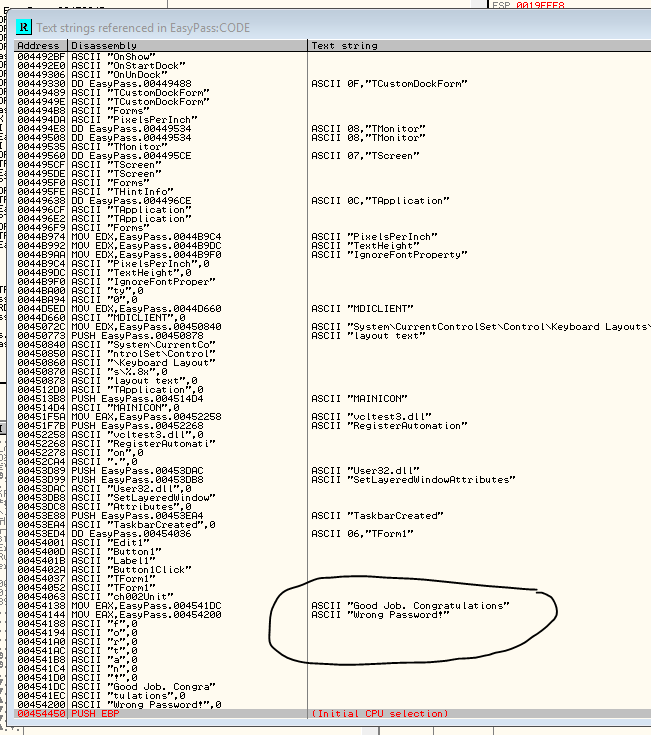 ESP 0019FFF8
R Text strings referenced in EasyPass:CODE
Address Disassembly Text string
004492BF ASCII "OnShow"
004492E0 ASCII "OnStartDock"
00449306 ASCII "OnUnDock"
00449330 DD EasyPass.00449488 ASCII 0F,"TCustomDockForm"
00449489 ASCII "TCustomDockForm"
0044949E ASCII "TCustomDockForm"
004494B8 ASCII "Forms"
004494DA ASCII "PixelsPerInch"
004494E8 DD EasyPass.00449534 ASCII 08,"TMonitor"
00449508 DD EasyPass.00449534 ASCII 08,"TMonitor"
00449535 ASCII "TMonitor"
00449560 DD EasyPass.004495CE ASCII 07,"TScreen"
004495CF ASCII "TScreen"
004495DE ASCII "TScreen"
004495F0 ASCII "Forms"
004495FE ASCII "THintInfo"
00449638 DD EasyPass.004496CE ASCII 0C,"TApplication"
004496CF ASCII "TApplication"
004496E2 ASCII "TApplication"
004496F9 ASCII "Forms"
0044B974 MOV EDX,EasyPass.0044B9C4 ASCII "PixelsPerInch"
0044B992 MOV EDX,EasyPass.0044B9DC ASCII "TextHeight"
0044B9AA MOV EDX,EasyPass.0044B9F0 ASCII "IgnoreFontProperty"
0044B9C4 ASCII "PixelsPerInch",0
0044B9DC ASCII "TextHeight",0
0044B9F0 ASCII "IgnoreFontProper"
0044BA00 ASCII "ty",0
0044BA94 ASCII "0",0
0044D5ED MOV EDX,EasyPass.0044D660 ASCII "MDICLIENT"
0044D660 ASCII "MDICLIENT",0
0045072C MOV EDX,EasyPass.00450840 ASCII "System\CurrentControlSet\Control\Keyboard Layouts\
00450773 PUSH EasyPass.00450878 ASCII "layout text"
00450840 ASCII "System\CurrentCo"
00450850 ASCII "ntrolSet\Control"
00450860 ASCII "\Keyboard Layout"
00450870 ASCII "s\%.8x",0
00450878 ASCII "layout text",0
004512D0 ASCII "TApplication",0
004513B8 PUSH EasyPass.004514D4 ASCII "MAINICON"
004514D4 ASCII "MAINICON",0
00451F5A MOV EAX,EasyPass.00452258 ASCII "vcltest3.dll"
00451F7B PUSH EasyPass.00452268 ASCII "RegisterAutomation"
00452258 ASCII "vcltest3.dll",0
00452268 ASCII "RegisterAutomati"
00452278 ASCII "on",0
00452CA4 ASCII ".",0
00453D89 PUSH EasyPass.00453DAC ASCII "User32.dll"
00453D99 PUSH EasyPass.00453DB8 ASCII "SetLayeredWindowAttributes"
00453DAC ASCII "User32.dll",0
00453DB8 ASCII "SetLayeredWindow"
00453DC8 ASCII "Attributes",0
00453E88 PUSH EasyPass.00453EA4 ASCII "TaskbarCreated"
00453EA4 ASCII "TaskbarCreated",0
00453ED4 DD EasyPass.00454036 ASCII 06,"TForm1"
00454001 ASCII "Edit1"
0045400D ASCII "Button1"
0045401B ASCII "Label1"
0045402A ASCII "Button1Click"
00454037 ASCII "TForm1"
00454052 ASCII "TForm1"
00454063 ASCII "ch002Unit"
00454138 MOV EAX,EasyPass.004541DC ASCII "Good Job. Congratulations"
00454144 MOV EAX,EasyPass.00454200 ASCII "Wrong Password!"
00454188 ASCII "f",0
00454194 ASCII "o",0
004541A0 ASCII "r",0
004541AC ASCII "t",0
004541B8 ASCII "a",0
004541C4 ASCII "n",0
004541D0 ASCII "!",0
004541DC ASCII "Good Job. Congra"
004541EC ASCII "tulations",0
00454200 ASCII "Wrong Password!",0
00454450 PUSH EBP (Initial CPU selection)